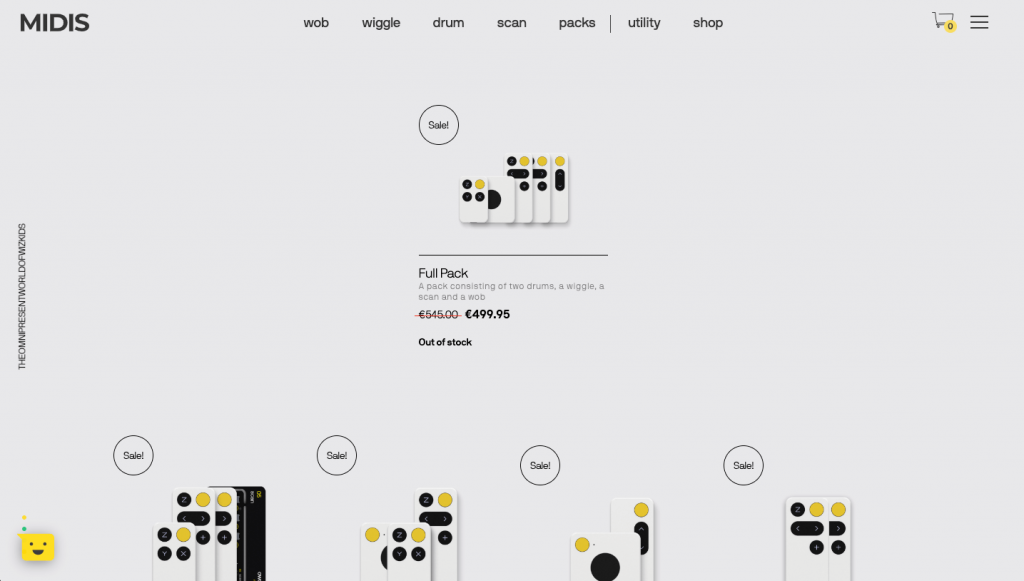 MIDIS
wob
wiggle
drum
scan
packs
utility
shop
0
Sale!
Full Pack
A pack consisting of two drums, a wiggle, a
scan and a wob
€545.00 €499.95
Out of stock
THEOMNIPRESENTWORLDOFWIZKIDS
Sale!
Sale!
Sale!
Sale!